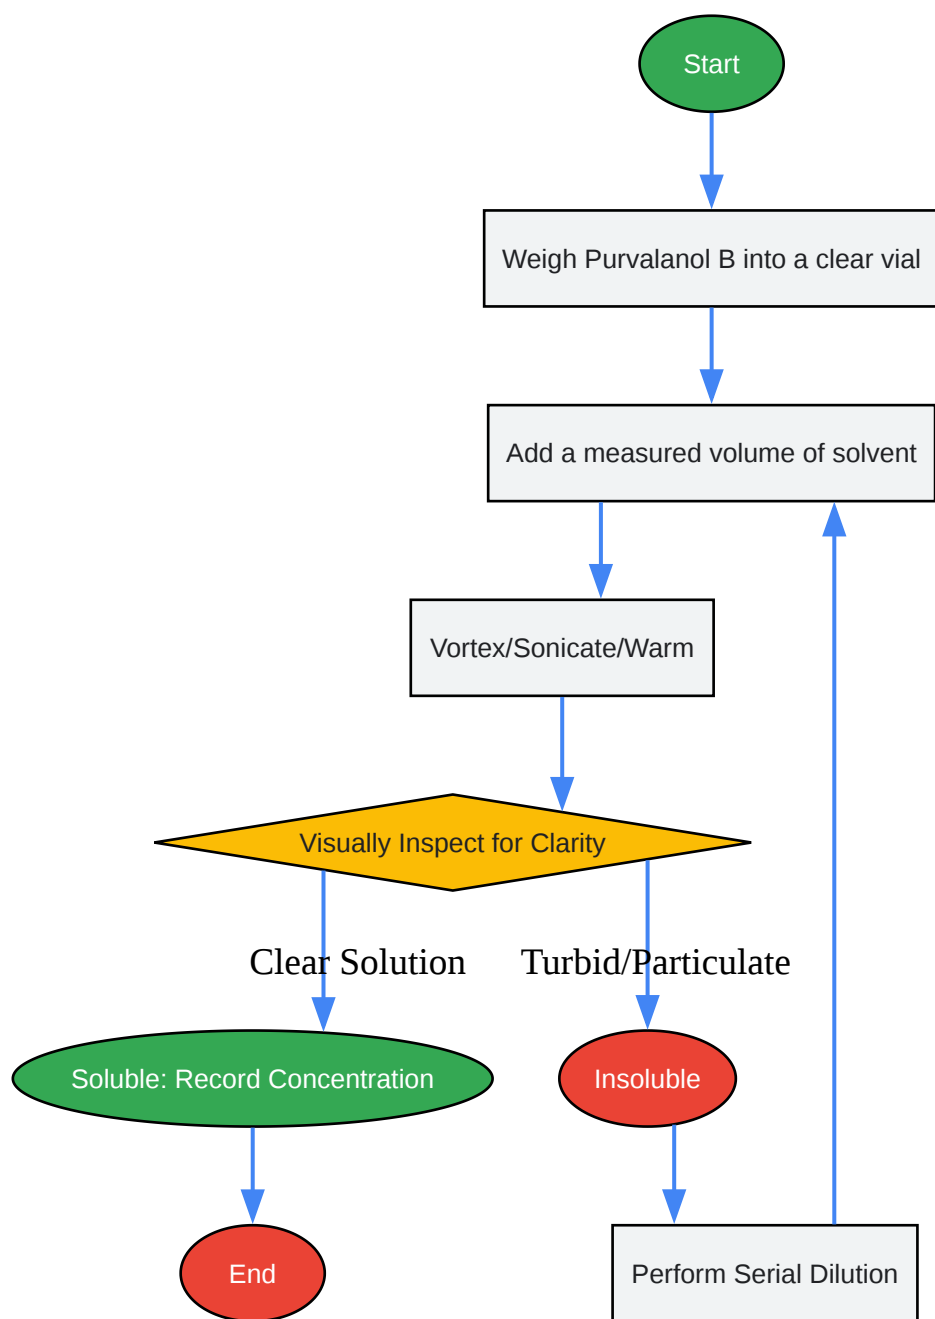 Start
Weigh Purvalanol B into a clear vial
Add a measured volume of solvent
Vortex/Sonicate/Warm
Visually Inspect for Clarity
Clear Solution
Turbid/Particulate
Soluble: Record Concentration
Insoluble
End
Perform Serial Dilution